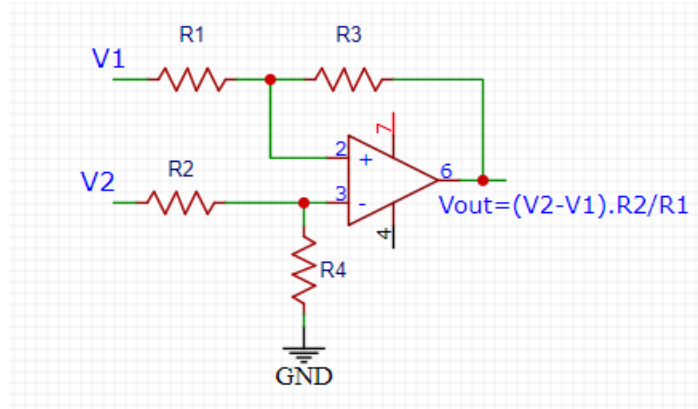 R1
R3
V1
7
2
+
R2
6
V2
3
-
Vout=(V2-V1).R2/R1
4
R4
GND